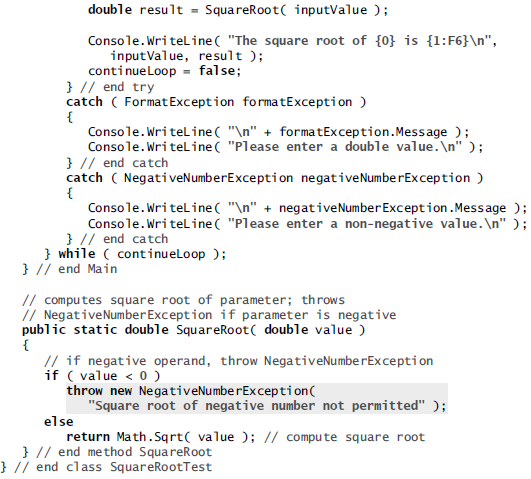 double result = SquareRoot( inputValue );
Console.WriteLine( "The square root of {0} is {1:F6}\n",
inputValue, result );
continueLoop = false;
} // end try
catch ( FormatException formatException )
{
Console.WriteLine( "\n" + formatException.Message );
Console.WriteLine( "Please enter a double value.\n" );
} // end catch
catch ( NegativeNumberException negativeNumberException )
{
Console.WriteLine( "\n" + negativeNumberException.Message );
Console.WriteLine( "Please enter a non-negative value.\n" );
} // end catch
} while ( continueLoop );
} // end Main
// computes square root of parameter; throws
// NegativeNumberException if parameter is negative
public static double SquareRoot( double value )
{
// if negative operand, throw NegativeNumberException
if ( value < 0 )
throw new NegativeNumberException(
"Square root of negative number not permitted" );
else
return Math.Sqrt( value ); // compute square root
} // end method SquareRoot
} // end class SquareRootTest